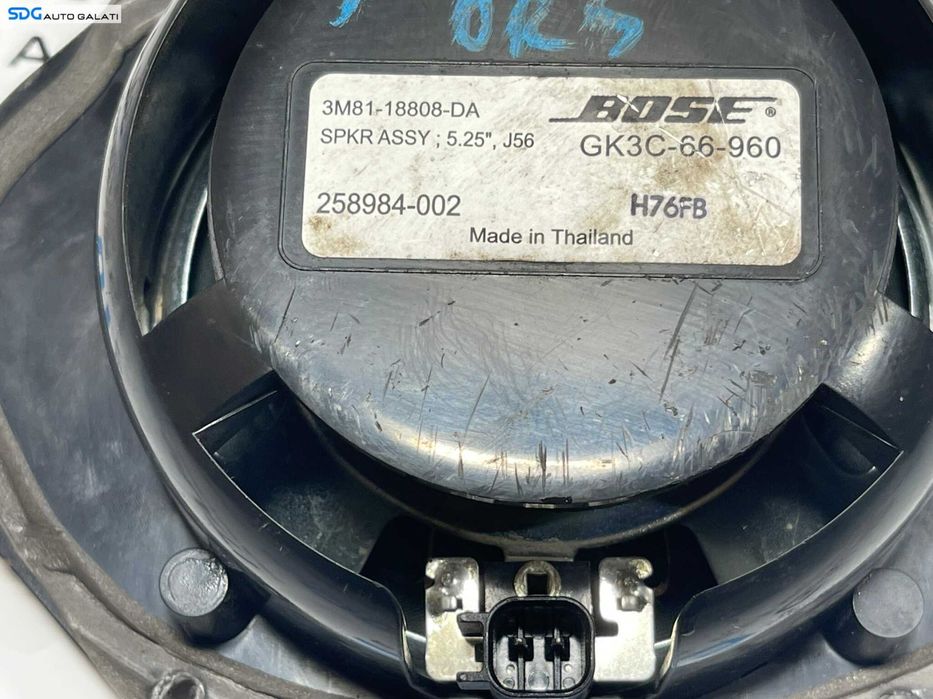 SDG AUTO GALATI
A
OR5
3M81-18808-DA
SPKR ASSY ; 5.25", J56
BOSE®
GK3C-66-960
258984-002
H76FB
Made in Thailand